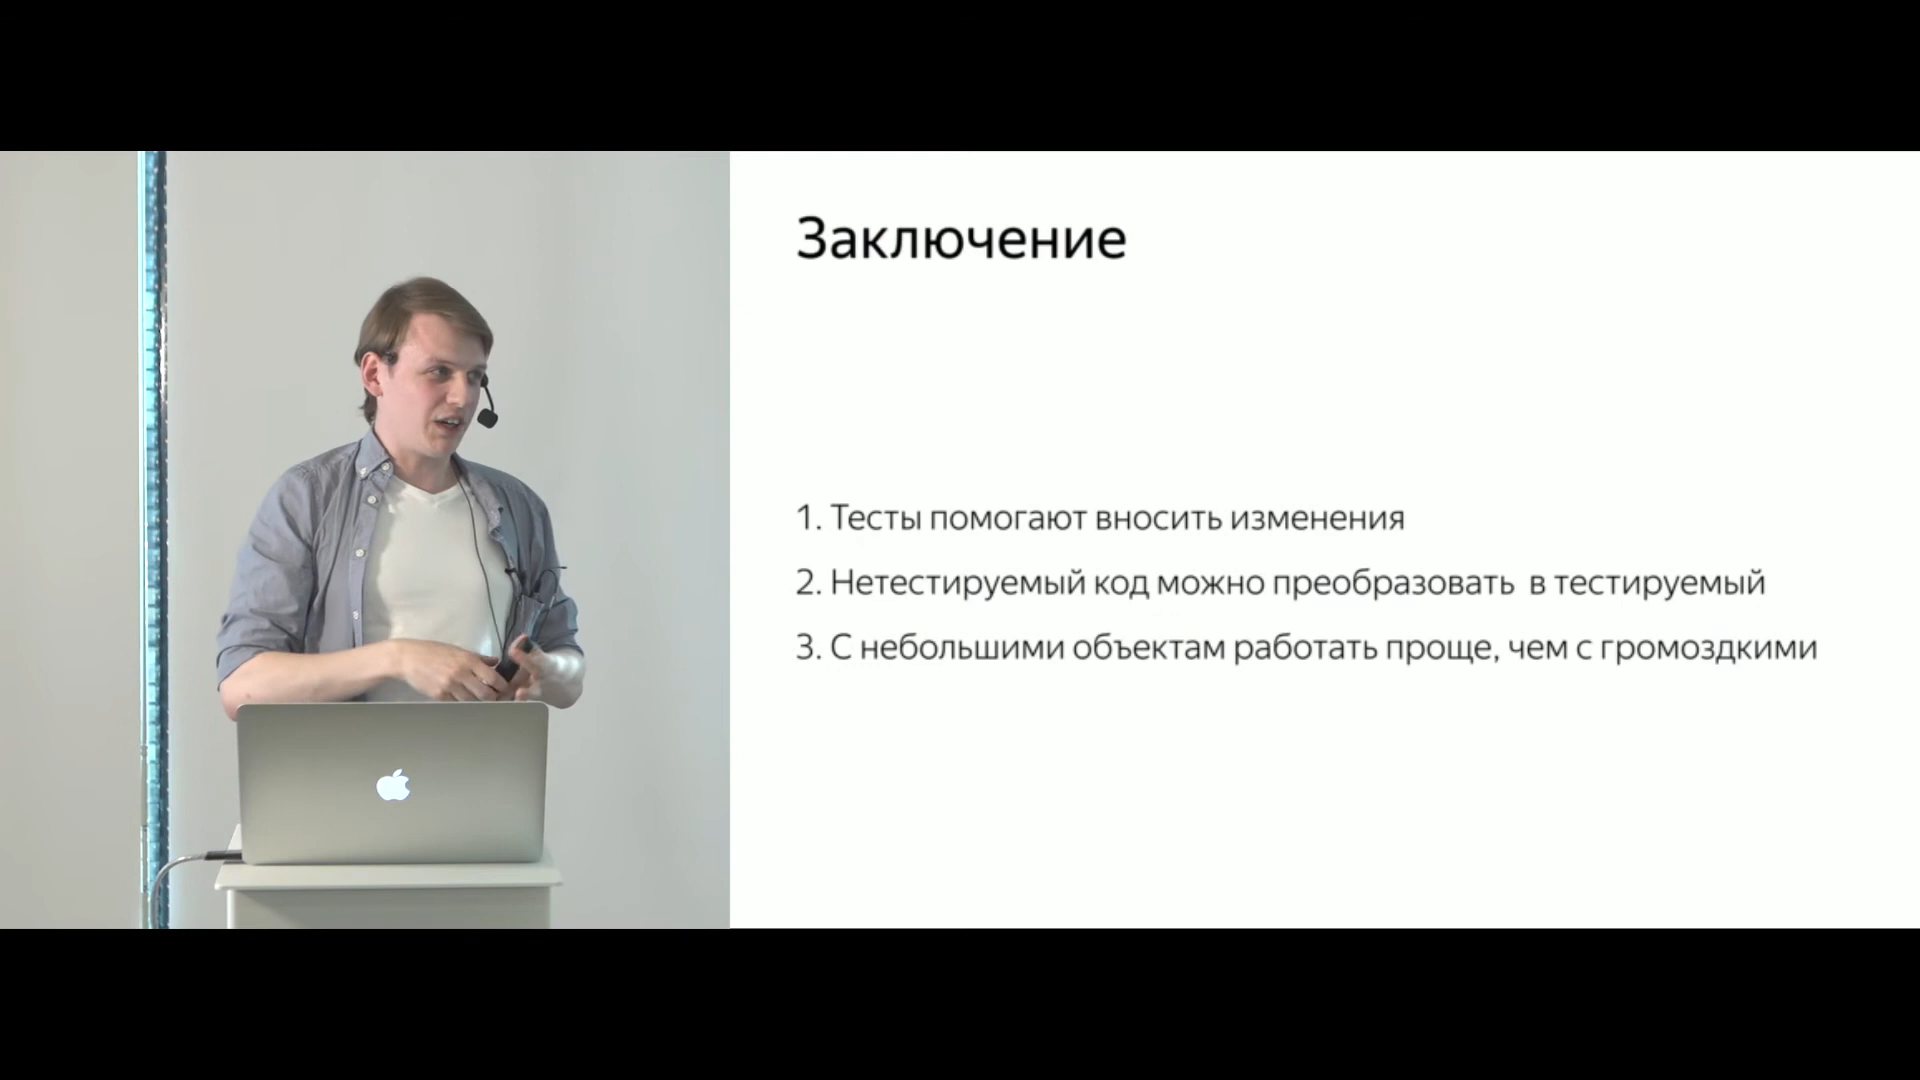 Заключение
1. Тесты помогают вносить изменения
2. Нетестируемый код можно преобразовать в тестируемый
3. С небольшими объектам работать проще, чем с громоздкими